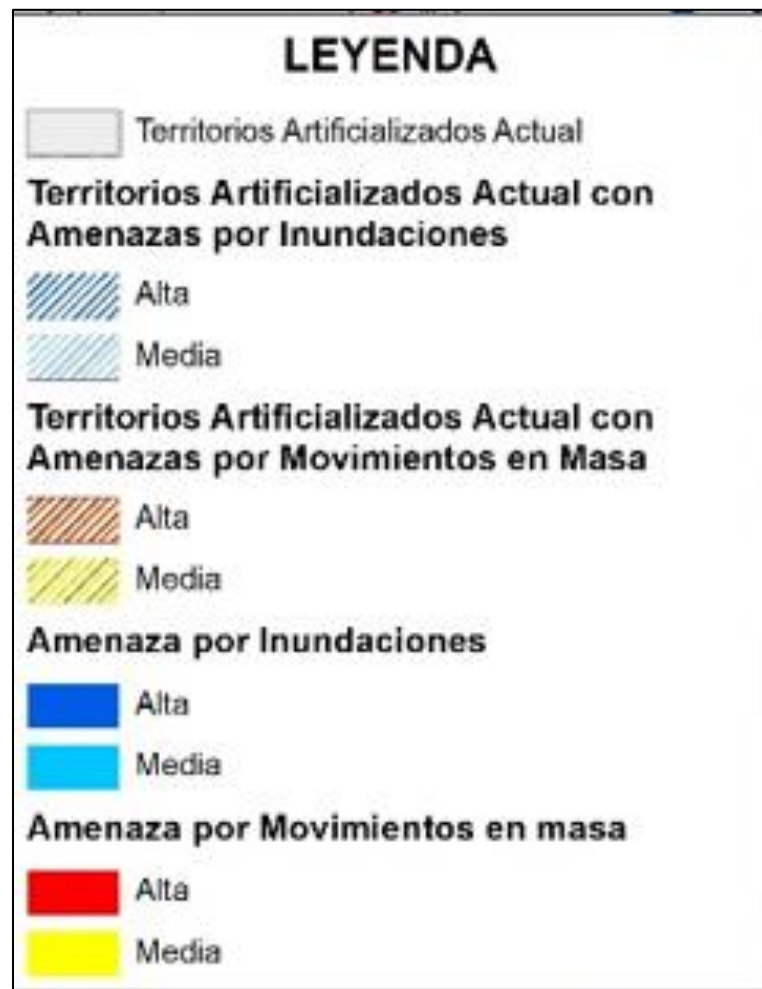 LEYENDA
Territorios Artificializados Actual
Territorios Artificializados Actual con
Amenazas por Inundaciones
Alta
Media
Territorios Artificializados Actual con
Amenazas por Movimientos en Masa
Alta
Media
Amenaza por Inundaciones
Alta
Media
Amenaza por Movimientos en masa
Alta
Media